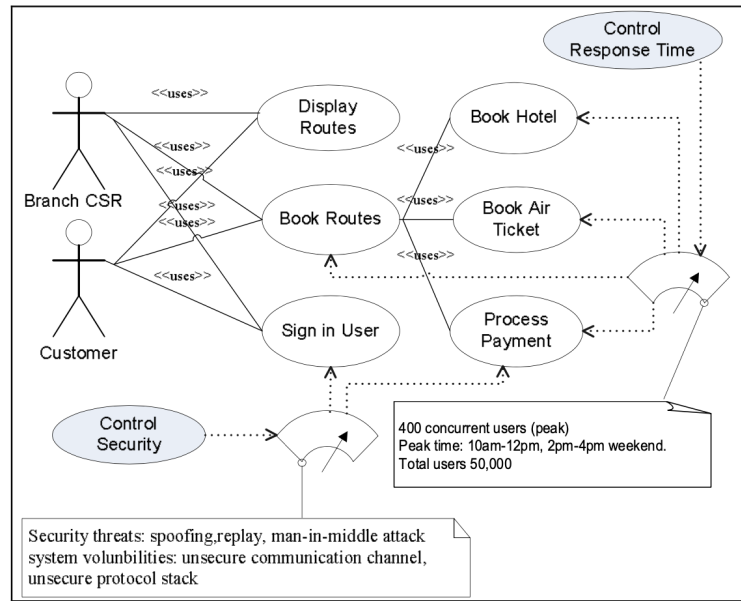 Control
Response Time
<<uses>>
Display
Routes
Book Hotel
<<uses>>
<<uses>>
<<uses>>
Branch CSR
<<uses>>
<<uses>>
<<uses>>
Book Routes
Book Air
Ticket
<<uses>>
<<uses>>
Customer
Sign in User
Process
Payment
Control
Security
400 concurrent users (peak)
Peak time: 10am-12pm, 2pm-4pm weekend.
Total users 50,000
Security threats: spoofing,replay, man-in-middle attack
system volunbilities: unsecure communication channel,
unsecure protocol stack